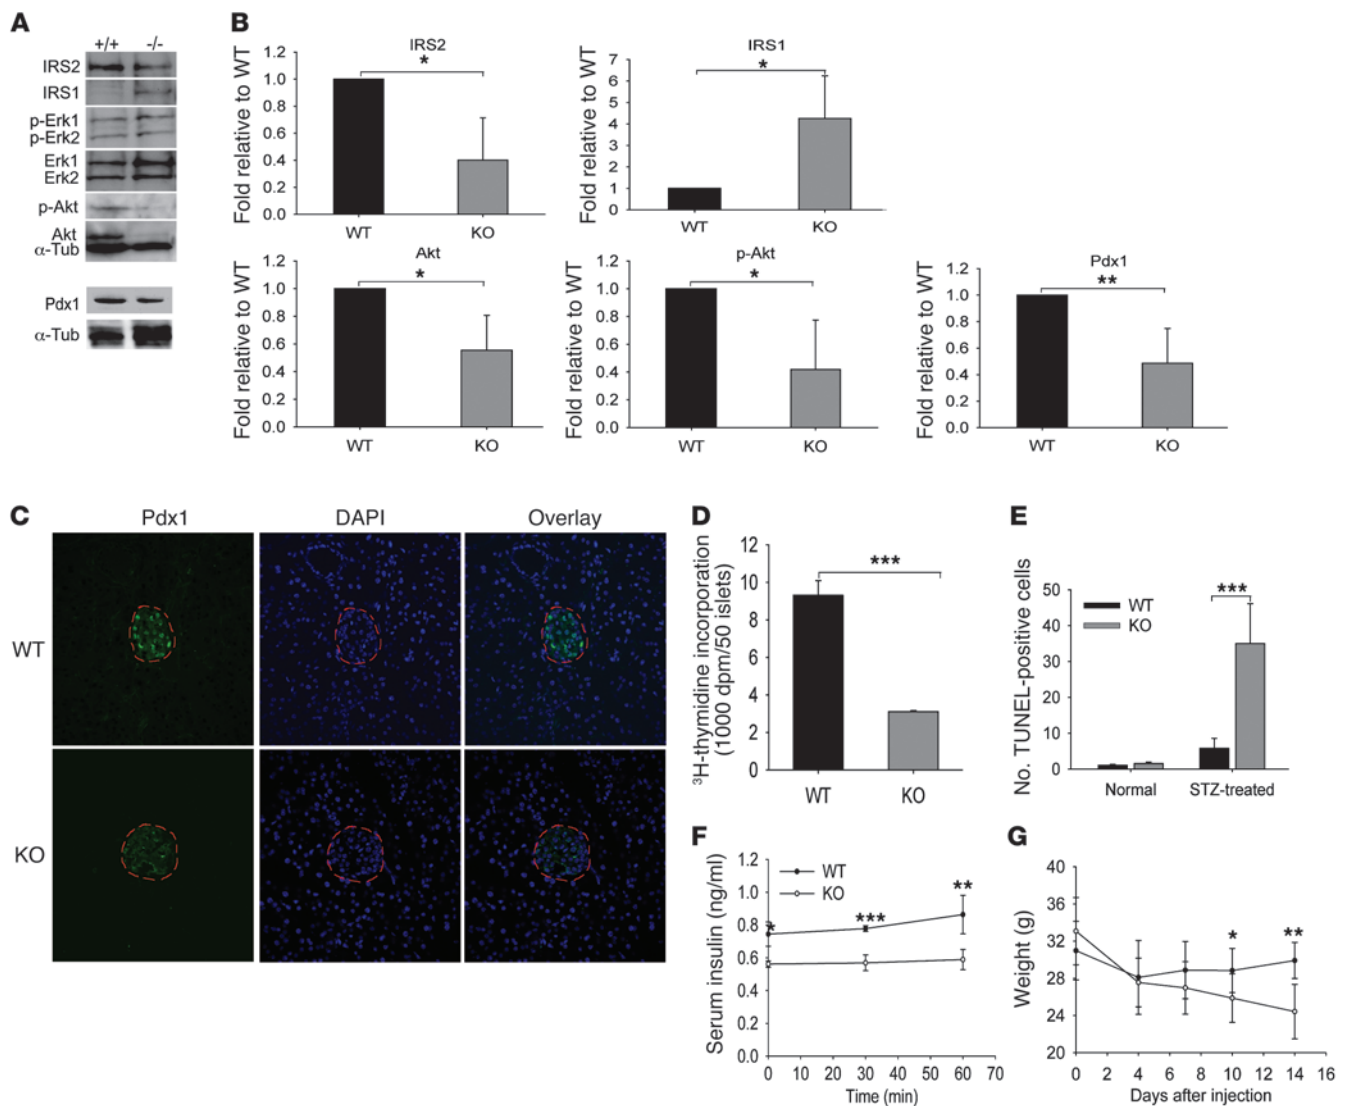 A
+/+ -/-
IRS2
IRS1
p-Erk1
p-Erk2
Erk1
Erk2
p-Akt
Akt
α-Tub
Pdx1
α-Tub
B
IRS2
Fold relative to WT
1.2
1.0
0.8
0.6
0.4
0.2
0.0
*
WT KO
IRS1
Fold relative to WT
7
6
5
4
3
2
1
0
*
WT KO
Akt
Fold relative to WT
1.2
1.0
0.8
0.6
0.4
0.2
0.0
*
WT KO
p-Akt
Fold relative to WT
1.2
1.0
0.8
0.6
0.4
0.2
0.0
*
WT KO
Pdx1
Fold relative to WT
1.2
1.0
0.8
0.6
0.4
0.2
0.0
**
WT KO
C
Pdx1 DAPI Overlay
WT
KO
D
³H-thymidine incorporation
(1000 dpm/50 islets)
12
10
8
6
4
2
0
***
WT KO
E
No. TUNEL-positive cells
50
40
30
20
10
0
WT
KO
***
Normal STZ-treated
F
Serum insulin (ng/ml)
1.2
1.0
0.8
0.6
0.4
0.2
0.0
WT
KO
* *** **
0 10 20 30 40 50 60 70
Time (min)
G
Weight (g)
40
36
32
28
24
20
* **
0 2 4 6 8 10 12 14 16
Days after injection